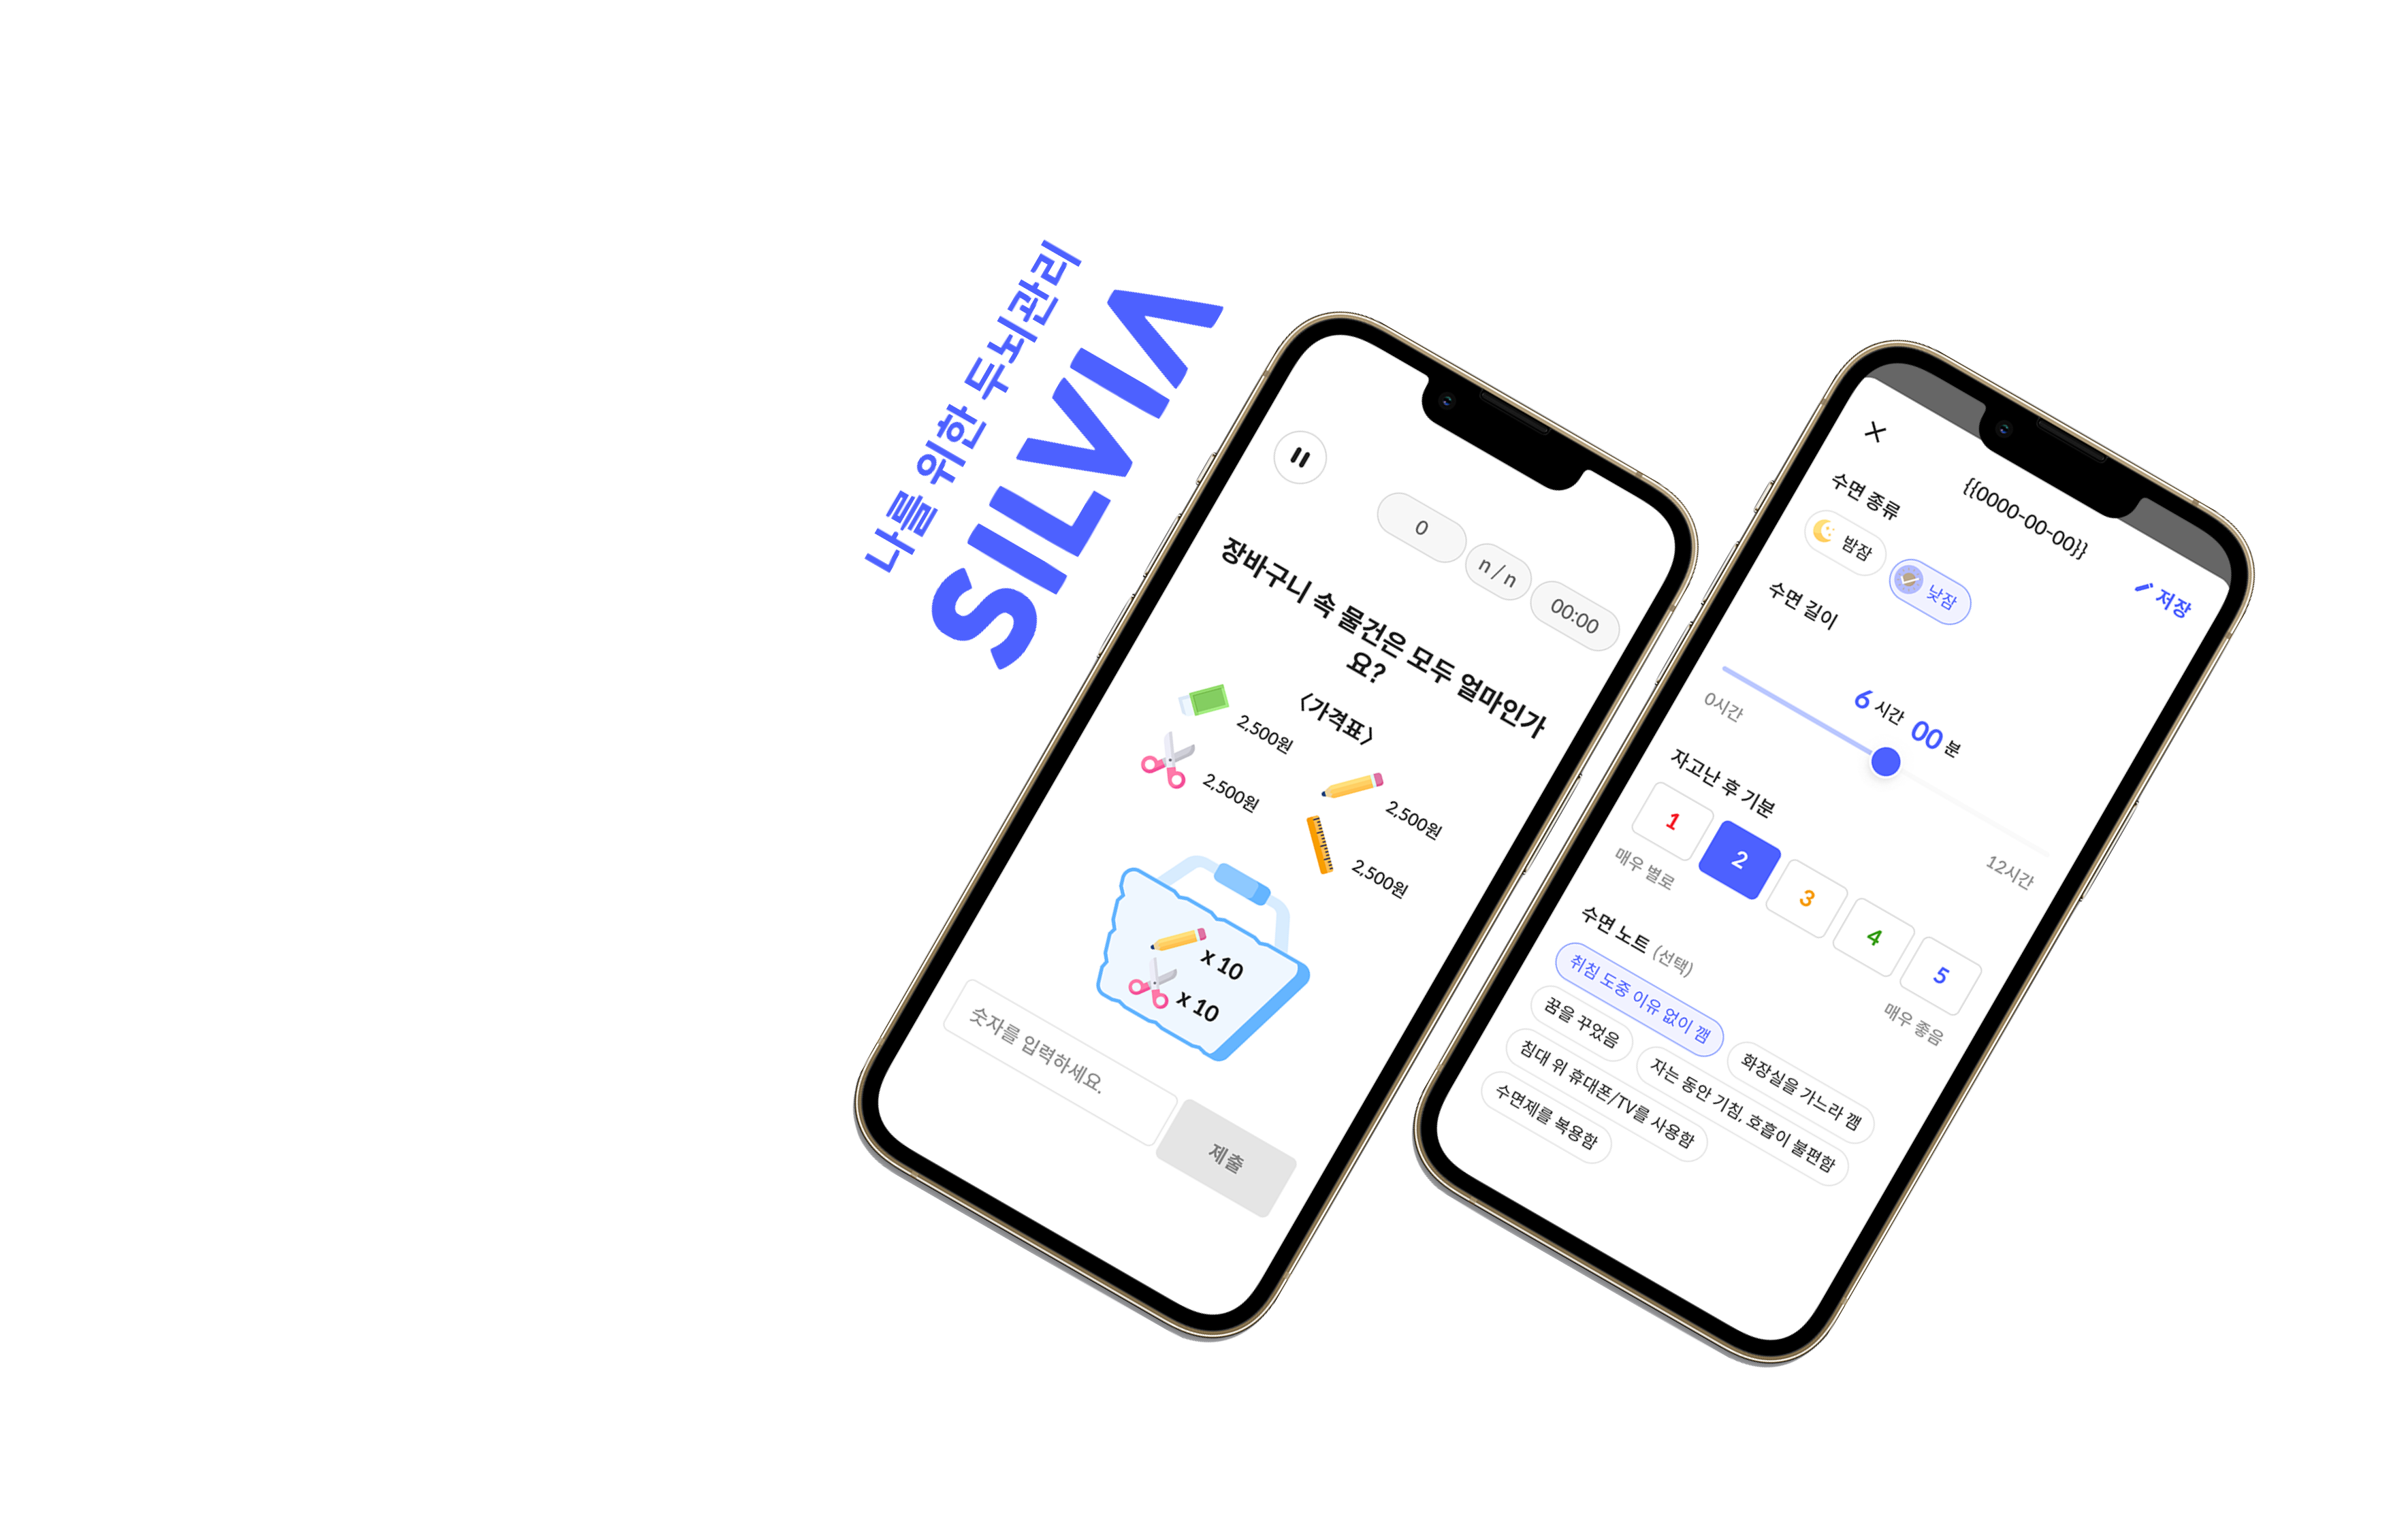 나를 위한 두뇌관리
SILVIA
0
n / n
00:00
장바구니 속 물건은 모두 얼마인가
요?
〈가격표〉
2,500원
2,500원
2,500원
2,500원
x 10
x 10
숫자를 입력하세요.
제출
{{0000-00-00}}
저장
수면 종류
밤잠
낮잠
수면 길이
6 시간 00 분
0시간
12시간
자고난 후 기분
1
2
3
4
5
매우 별로
매우 좋음
수면 노트 (선택)
취침 도중 이유 없이 깸
화장실을 가느라 깸
꿈을 꾸었음
자는 동안 기침, 호흡이 불편함
침대 위 휴대폰/TV를 사용함
수면제를 복용함